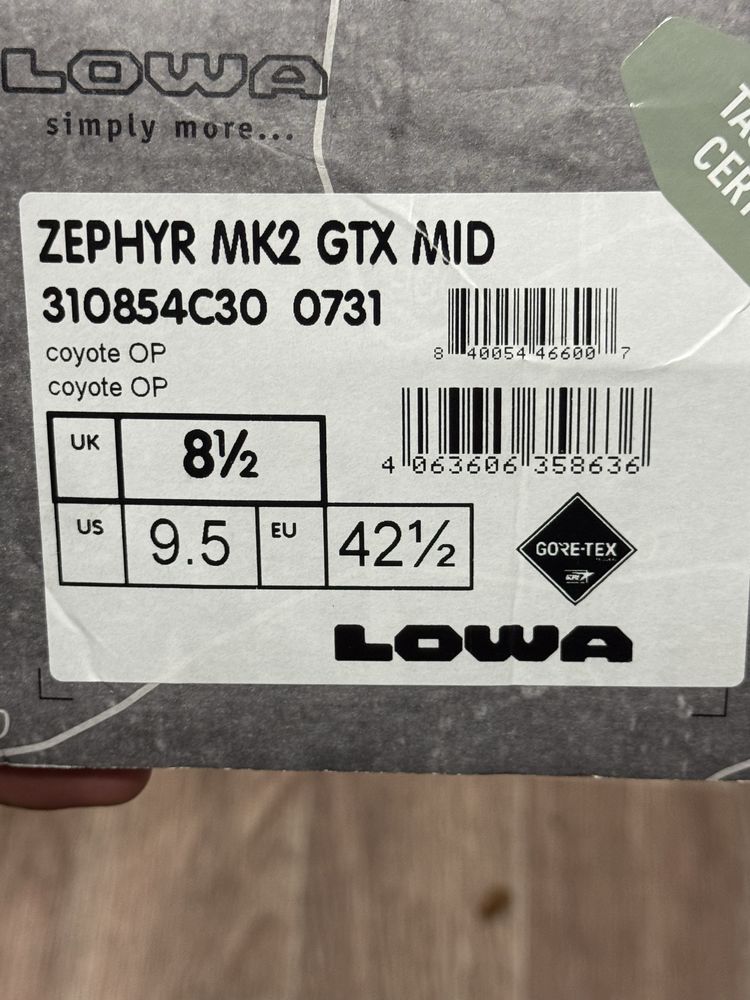 LOWA
simply more...
ZEPHYR MK2 GTX MID
310854C30 0731
coyote OP
coyote OP
8 40054 46600 7
4 063606 358636
UK 8½
US 9.5 EU 42½
GORE-TEX
LOWA